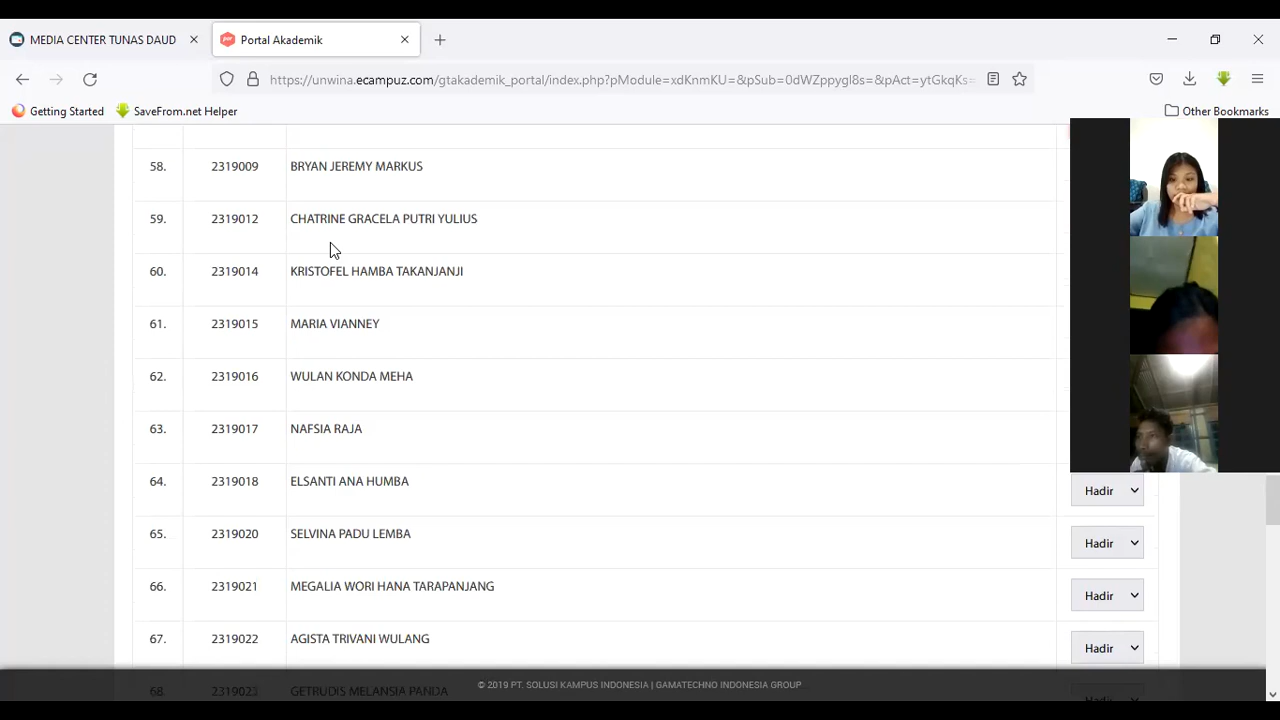 MEDIA CENTER TUNAS DAUD
Portal Akademik
https://unwina.ecampuz.com/gtakademik_portal/index.php?pModule=xdKnmKU=&pSub=0dWZppygl8s=&pAct=ytGkqKs=
Getting Started
SaveFrom.net Helper
Other Bookmarks
58. 2319009 BRYAN JEREMY MARKUS
59. 2319012 CHATRINE GRACELA PUTRI YULIUS
60. 2319014 KRISTOFEL HAMBA TAKANJANJI
61. 2319015 MARIA VIANNEY
62. 2319016 WULAN KONDA MEHA
63. 2319017 NAFSIA RAJA
64. 2319018 ELSANTI ANA HUMBA Hadir
65. 2319020 SELVINA PADU LEMBA Hadir
66. 2319021 MEGALIA WORI HANA TARAPANJANG Hadir
67. 2319022 AGISTA TRIVANI WULANG Hadir
68. 2319023 GETRUDIS MELANSIA PANDA
© 2019 PT. SOLUSI KAMPUS INDONESIA | GAMATECHNO INDONESIA GROUP